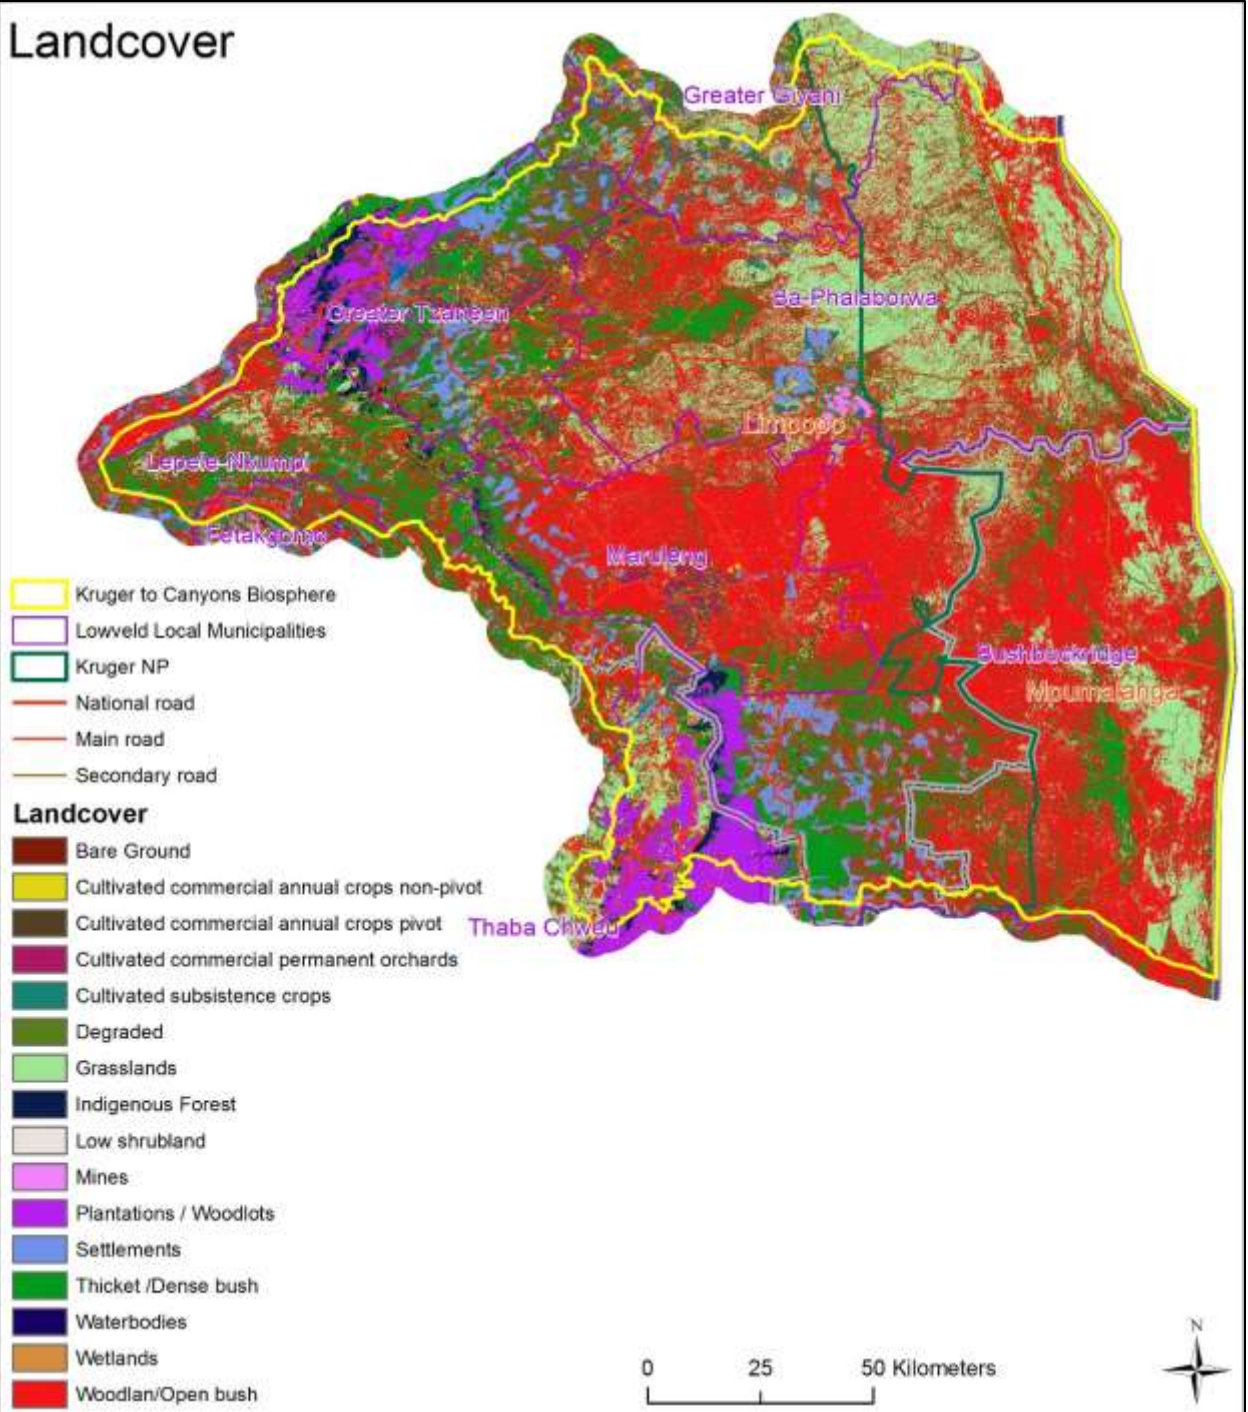 Landcover
Greater Giyani
Greater Tzaneen
Ba-Phalaborwa
Limpopo
Lepele-Nkumpi
Fetakgomo
Maruleng
Bushbuckridge
Mpumalanga
Thaba Chweu
Kruger to Canyons Biosphere
Lowveld Local Municipalities
Kruger NP
National road
Main road
Secondary road
Landcover
Bare Ground
Cultivated commercial annual crops non-pivot
Cultivated commercial annual crops pivot
Cultivated commercial permanent orchards
Cultivated subsistence crops
Degraded
Grasslands
Indigenous Forest
Low shrubland
Mines
Plantations / Woodlots
Settlements
Thicket /Dense bush
Waterbodies
Wetlands
Woodlan/Open bush
0 25 50 Kilometers
N